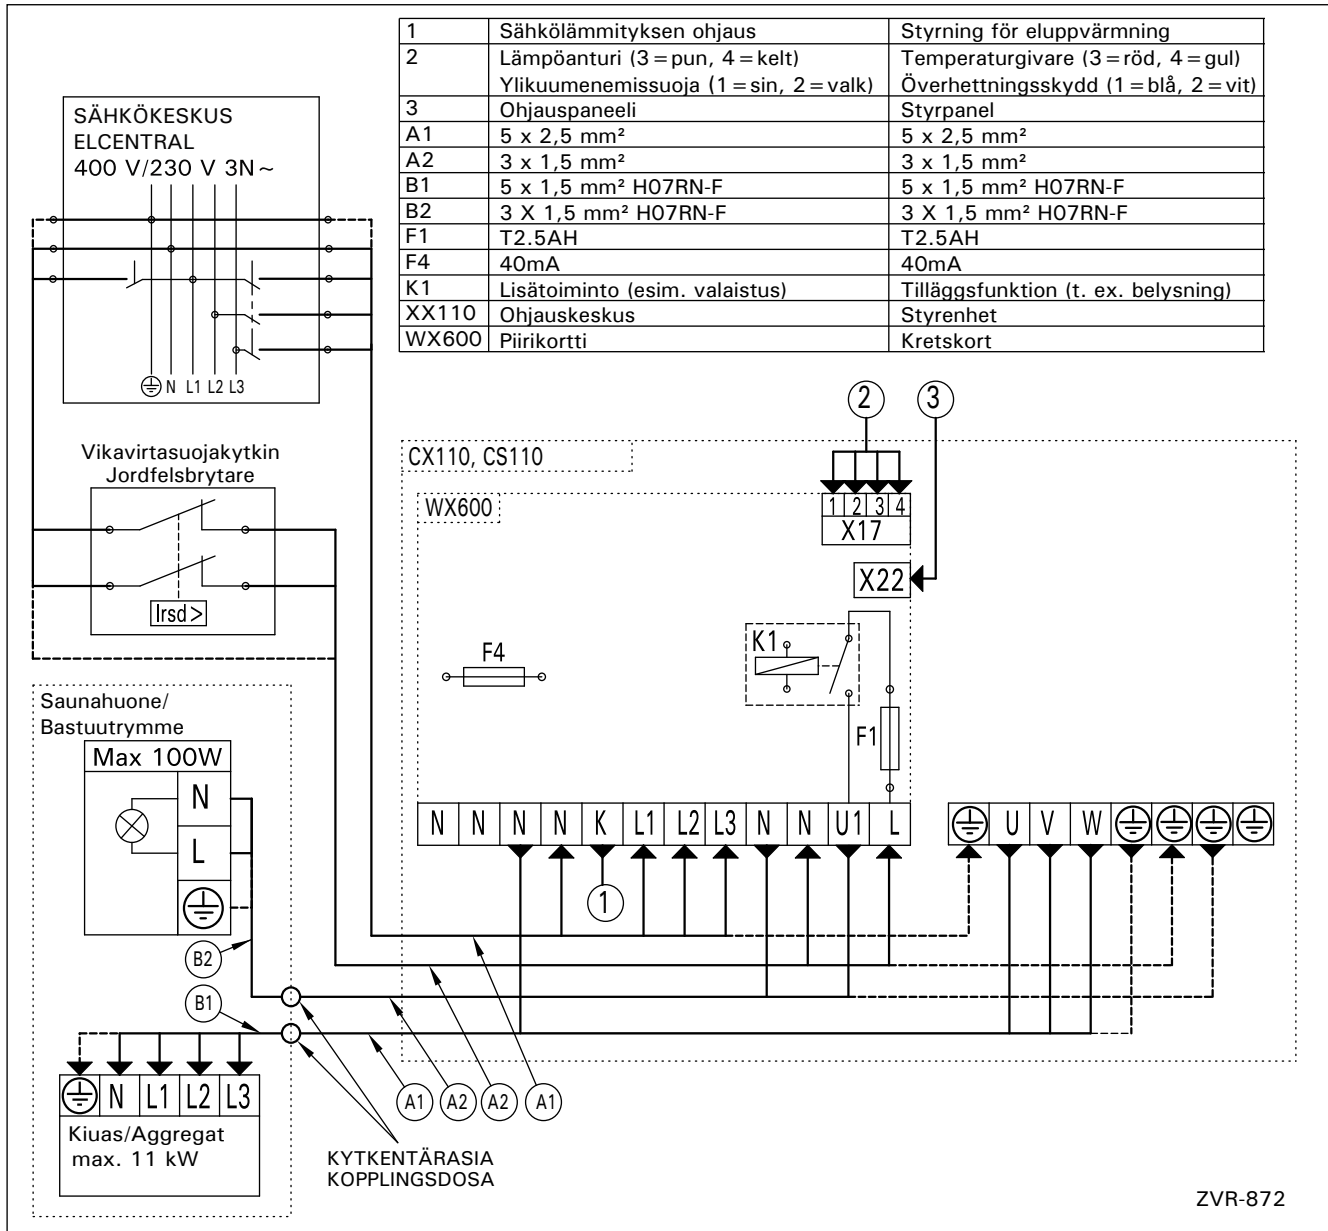 1 Sähkölämmityksen ohjaus Styrning för eluppvärmning
2 Lämpöanturi (3=pun, 4=kelt) Temperaturgivare (3=röd, 4=gul)
Ylikuumenemissuoja (1=sin, 2=valk) Överhettningsskydd (1=blå, 2=vit)
3 Ohjauspaneeli Styrpanel
A1 5 x 2,5 mm² 5 x 2,5 mm²
A2 3 x 1,5 mm² 3 x 1,5 mm²
B1 5 x 1,5 mm² H07RN-F 5 x 1,5 mm² H07RN-F
B2 3 X 1,5 mm² H07RN-F 3 X 1,5 mm² H07RN-F
F1 T2.5AH T2.5AH
F4 40mA 40mA
K1 Lisätoiminto (esim. valaistus) Tilläggsfunktion (t. ex. belysning)
XX110 Ohjauskeskus Styrenhet
WX600 Piirikortti Kretskort
SÄHKÖKESKUS
ELCENTRAL
400 V/230 V 3N~
N L1 L2 L3
Vikavirtasuojakytkin
Jordfelsbrytare
Irsd>
2 3
CX110, CS110
WX600
1 2 3 4
X17
X22
K1
F4
F1
N N N N K L1 L2 L3 N N U1 L
U V W
1
Saunahuone/
Bastuutrymme
Max 100W
N
L
B2
B1
N L1 L2 L3
Kiuas/Aggregat
max. 11 kW
A1 A2 A2 A1
KYTKENTÄRASIA
KOPPLINGSDOSA
ZVR-872